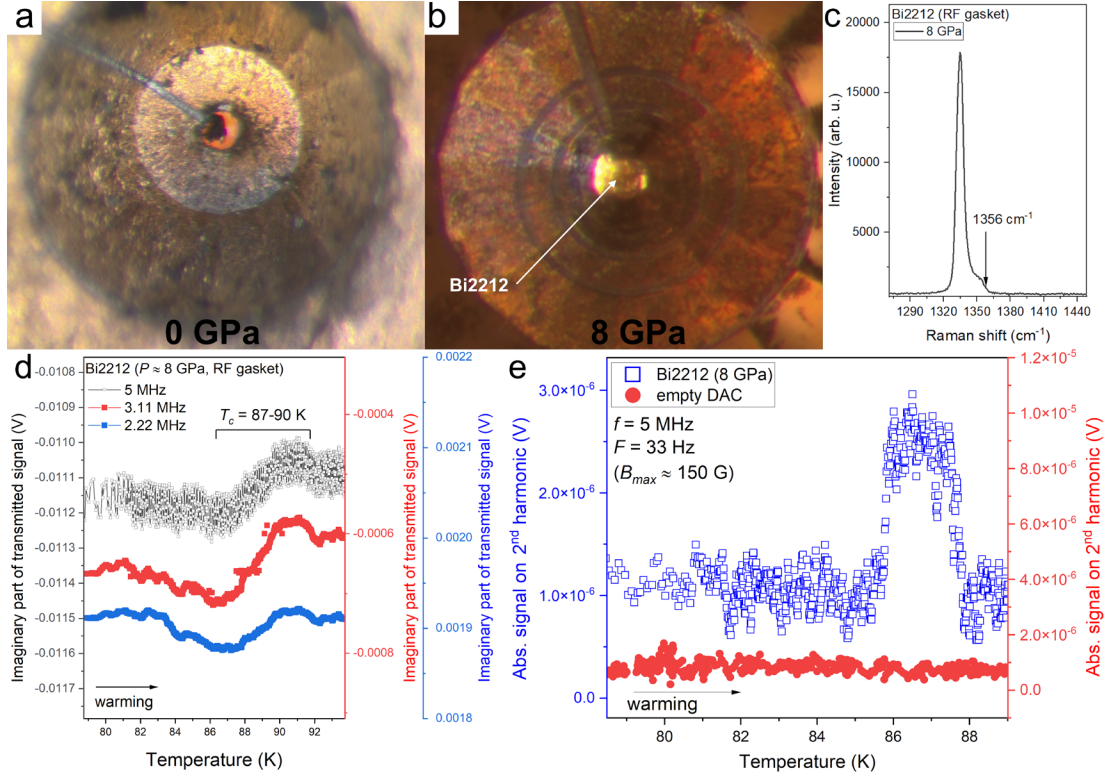 a
0 GPa
b
Bi2212
8 GPa
c
Bi2212 (RF gasket)
8 GPa
1356 cm⁻¹
20000
15000
10000
5000
Intensity (arb. u.)
1290 1320 1350 1380 1410 1440
Raman shift (cm⁻¹)
d
Bi2212 (P ≈ 8 GPa, RF gasket)
5 MHz
3.11 MHz
2.22 MHz
T_c = 87-90 K
-0.0108
-0.0109
-0.0110
-0.0111
-0.0112
-0.0113
-0.0114
-0.0115
-0.0116
-0.0117
Imaginary part of transmitted signal (V)
-0.0004
-0.0006
-0.0008
Imaginary part of transmitted signal (V)
0.0022
0.0021
0.0020
0.0019
0.0018
Imaginary part of transmitted signal (V)
warming
80 82 84 86 88 90 92
Temperature (K)
e
Bi2212 (8 GPa)
empty DAC
f = 5 MHz
F = 33 Hz
(B_max ≈ 150 G)
3.0×10⁻⁶
2.0×10⁻⁶
1.0×10⁻⁶
0.0
Abs. signal on 2nd harmonic (V)
1.2×10⁻⁵
1.0×10⁻⁵
8.0×10⁻⁶
6.0×10⁻⁶
4.0×10⁻⁶
2.0×10⁻⁶
0.0
Abs. signal on 2nd harmonic (V)
warming
80 82 84 86 88
Temperature (K)